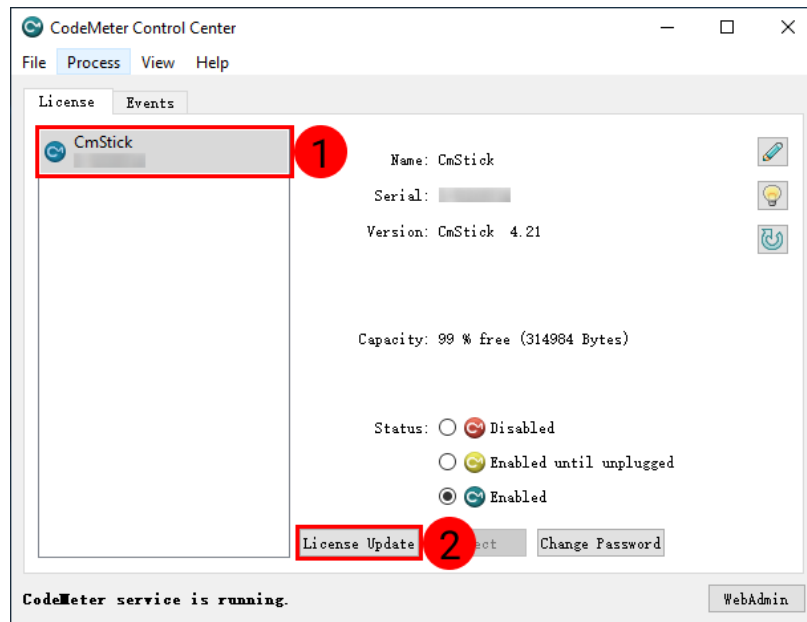 CodeMeter Control Center
File Process View Help
License Events
CmStick
1
Name: CmStick
Serial:
Version: CmStick 4.21
Capacity: 99 % free (314984 Bytes)
Status: Disabled
Enabled until unplugged
Enabled
License Update 2 Change Password
CodeMeter service is running.
WebAdmin